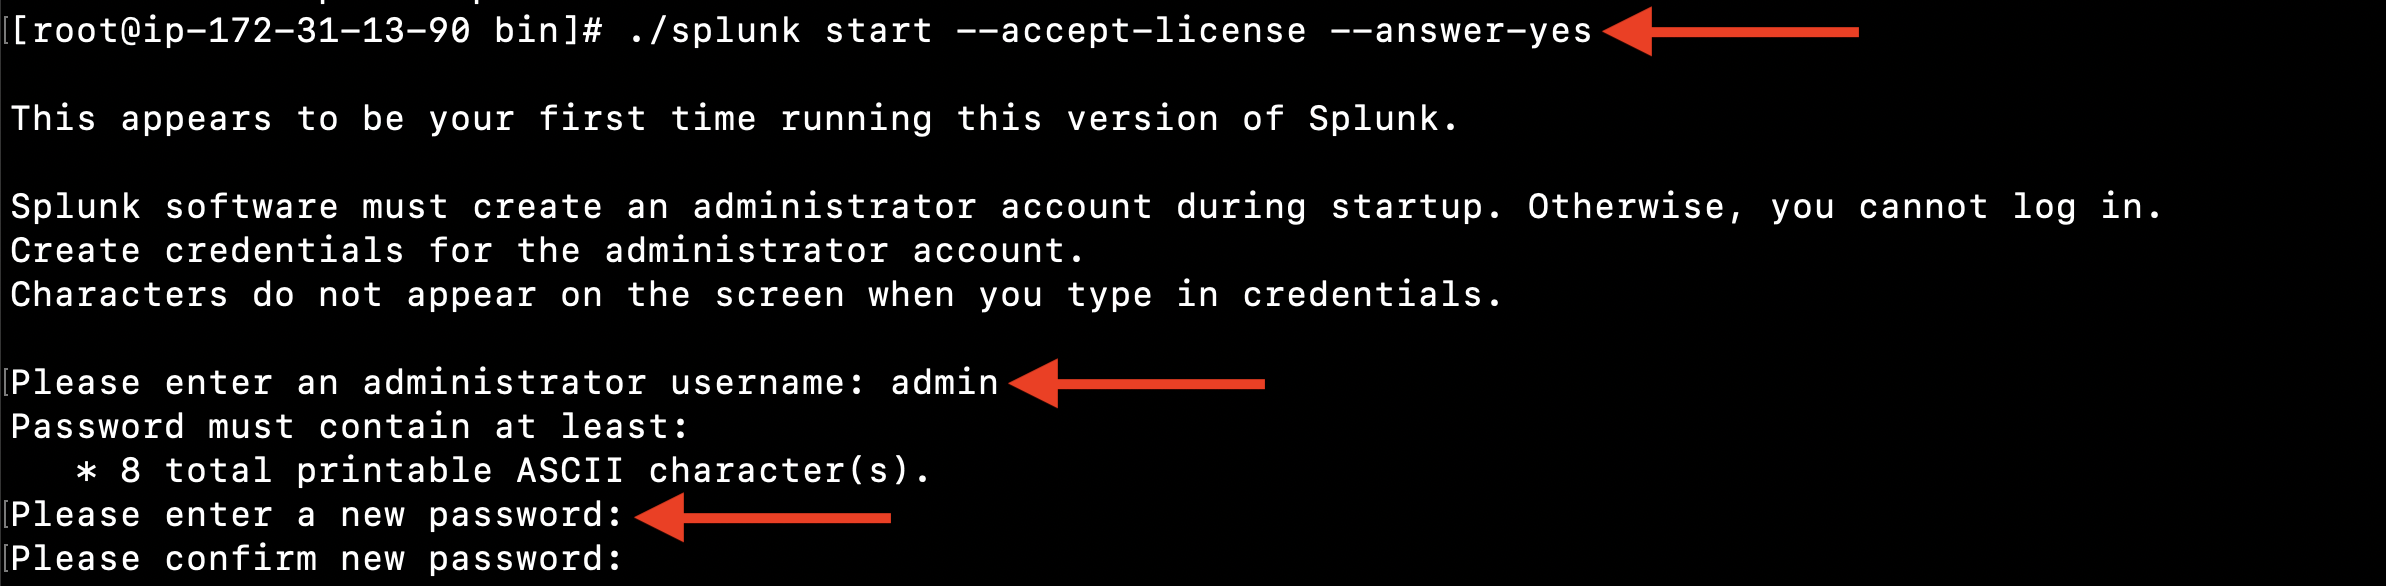 [root@ip-172-31-13-90 bin]# ./splunk start --accept-license --answer-yes
This appears to be your first time running this version of Splunk.
Splunk software must create an administrator account during startup. Otherwise, you cannot log in.
Create credentials for the administrator account.
Characters do not appear on the screen when you type in credentials.
Please enter an administrator username: admin
Password must contain at least:
* 8 total printable ASCII character(s).
Please enter a new password:
Please confirm new password: